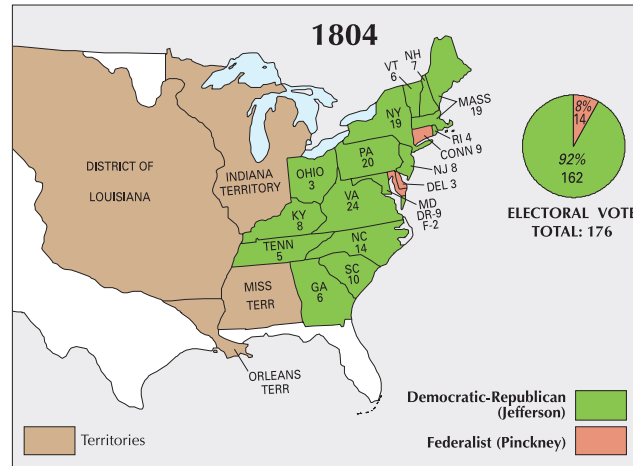 1804
VT
6
NH
7
MASS
19
NY
19
RI 4
CONN 9
PA
20
NJ 8
DEL 3
MD
DR-9
F-2
OHIO
3
INDIANA
TERRITORY
DISTRICT OF
LOUISIANA
VA
24
KY
8
TENN
5
NC
14
SC
10
GA
6
MISS
TERR
ORLEANS
TERR
8%
14
92%
162
ELECTORAL VOTE
TOTAL: 176
Democratic-Republican
(Jefferson)
Federalist (Pinckney)
Territories